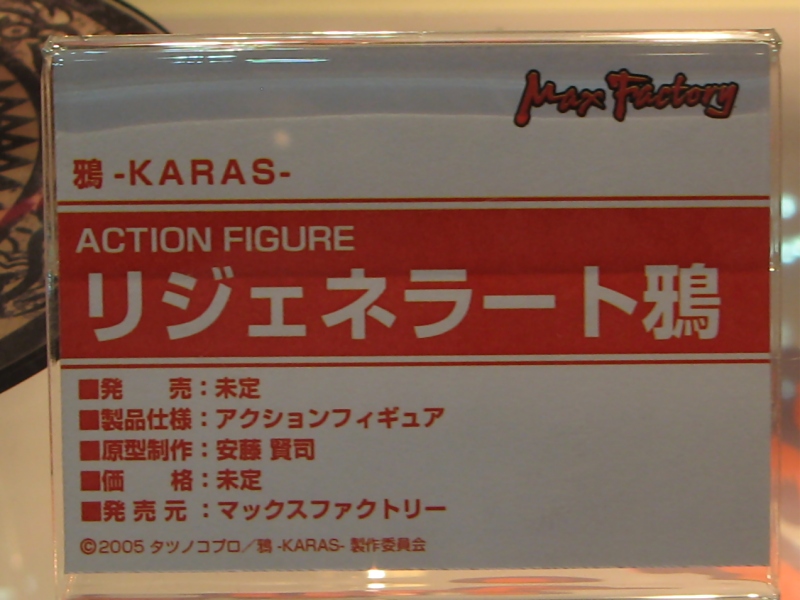 Max Factory
鴉-KARAS-
ACTION FIGURE
リジェネラート鴉
■発　売：未定
■製品仕様：アクションフィギュア
■原型制作：安藤 賢司
■価　格：未定
■発 売 元：マックスファクトリー
©2005 タツノコプロ／鴉-KARAS- 製作委員会